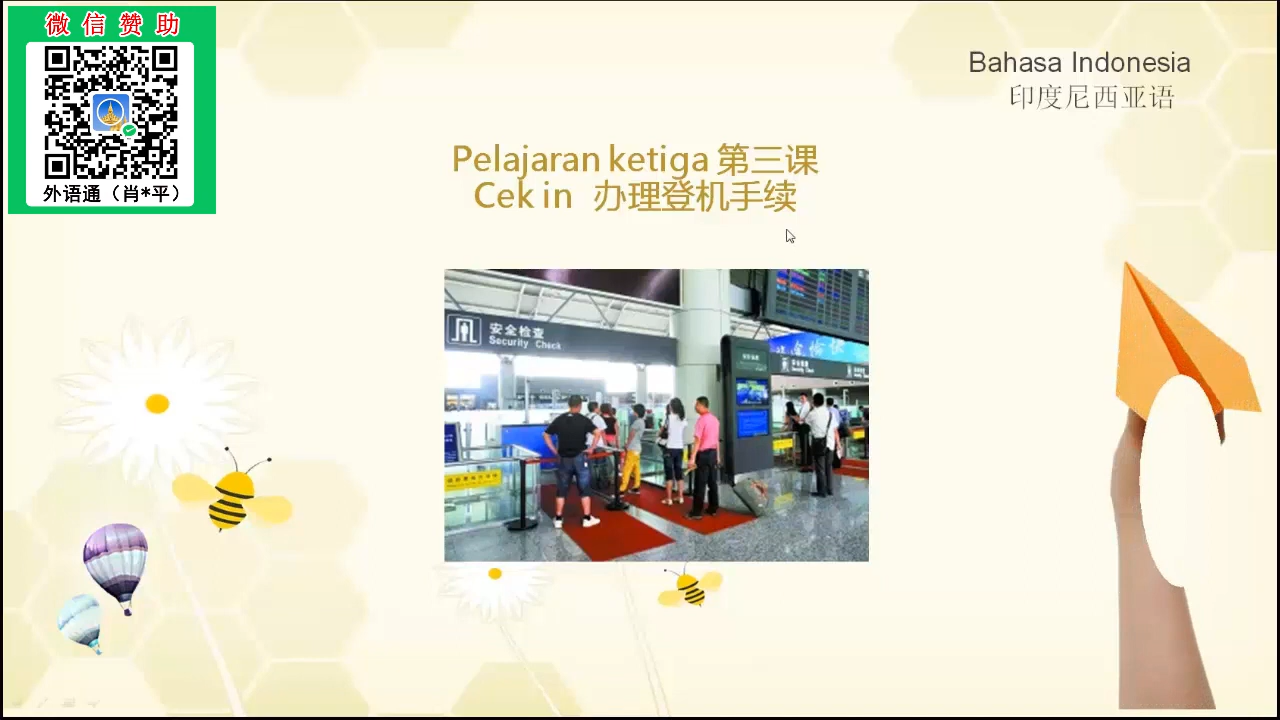 微信赞助
外语通（肖*平）
Bahasa Indonesia
印度尼西亚语
Pelajaran ketiga 第三课
Cek in 办理登机手续
安全检查
Security Check